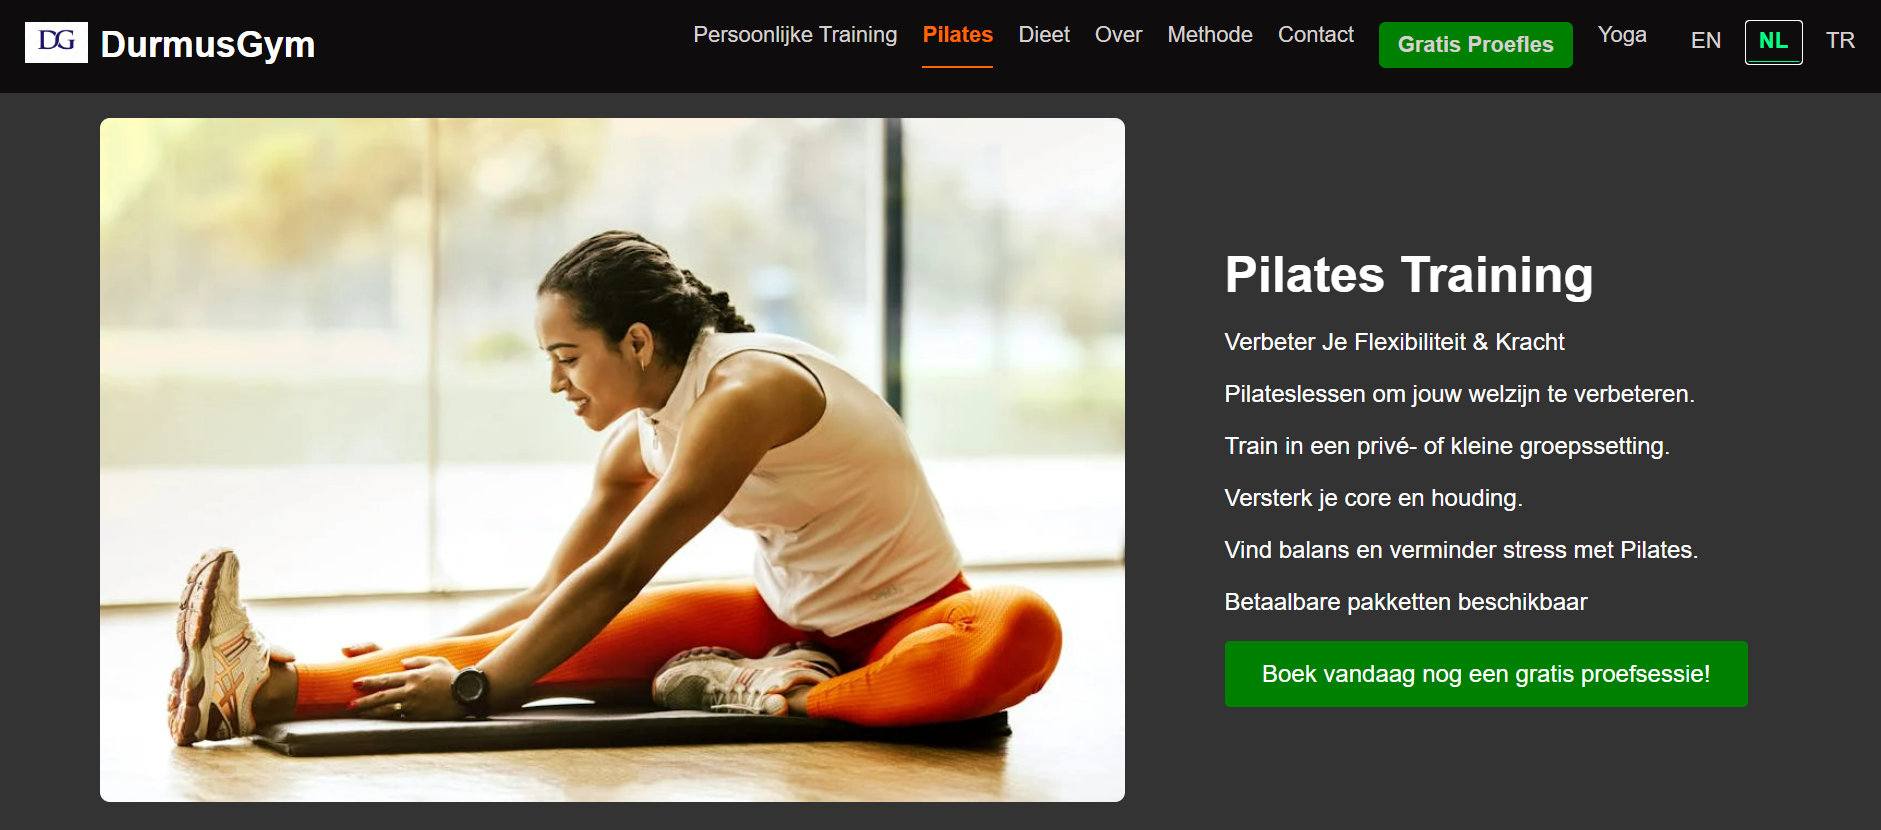 DG DurmusGym
Persoonlijke Training Pilates Dieet Over Methode Contact Gratis Proefles Yoga EN NL TR
Pilates Training
Verbeter Je Flexibiliteit & Kracht
Pilateslessen om jouw welzijn te verbeteren.
Train in een privé- of kleine groepssetting.
Versterk je core en houding.
Vind balans en verminder stress met Pilates.
Betaalbare pakketten beschikbaar
Boek vandaag nog een gratis proefsessie!